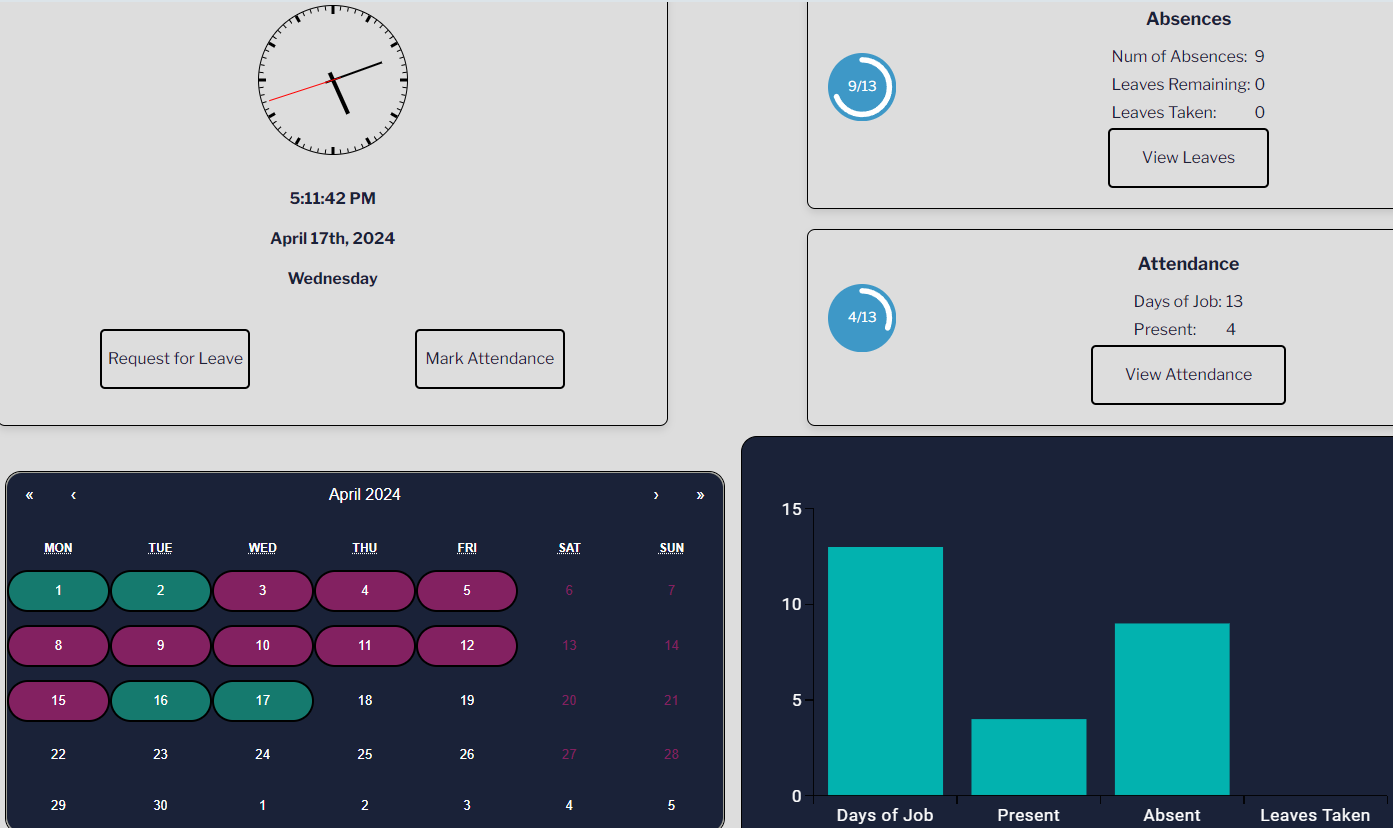 5:11:42 PM
April 17th, 2024
Wednesday
Request for Leave
Mark Attendance
Absences
9/13
Num of Absences: 9
Leaves Remaining: 0
Leaves Taken: 0
View Leaves
Attendance
4/13
Days of Job: 13
Present: 4
View Attendance
« ‹ April 2024 › »
MON TUE WED THU FRI SAT SUN
1 2 3 4 5 6 7
8 9 10 11 12 13 14
15 16 17 18 19 20 21
22 23 24 25 26 27 28
29 30 1 2 3 4 5
15
10
5
0
Days of Job Present Absent Leaves Taken